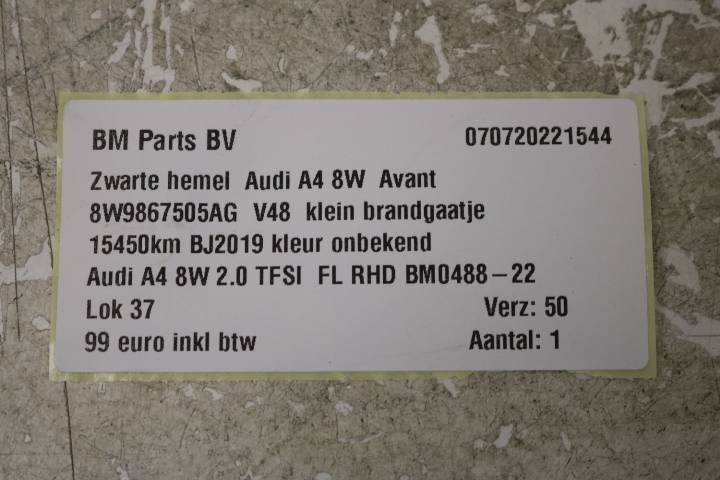 BM Parts BV 070720221544
Zwarte hemel Audi A4 8W Avant
8W9867505AG V48 klein brandgaatje
15450km BJ2019 kleur onbekend
Audi A4 8W 2.0 TFSI FL RHD BM0488-22
Lok 37 Verz: 50
99 euro inkl btw Aantal: 1